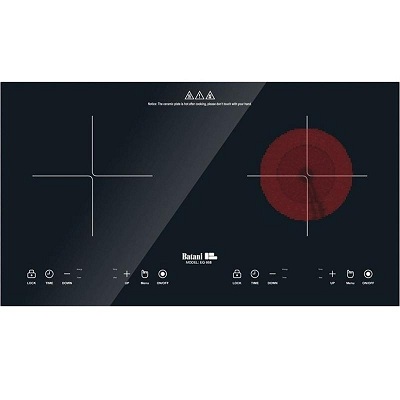 Notice: The ceramic plate is hot after cooking, please don't touch with your hand
Batani
MODEL: EG 868
LOCK TIME DOWN UP Menu ON/OFF LOCK TIME DOWN UP Menu ON/OFF